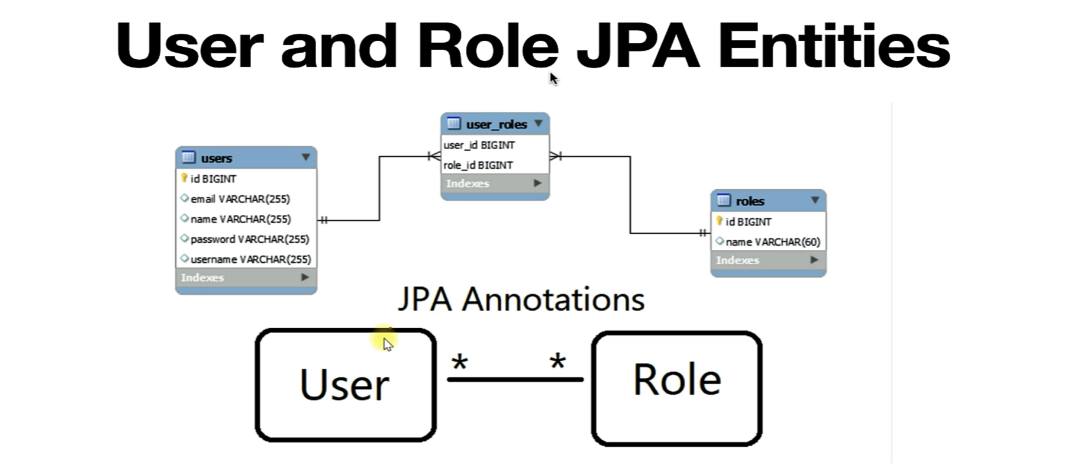 User and Role JPA Entities
user_roles
user_id BIGINT
role_id BIGINT
Indexes
users
id BIGINT
email VARCHAR(255)
name VARCHAR(255)
password VARCHAR(255)
username VARCHAR(255)
Indexes
roles
id BIGINT
name VARCHAR(60)
Indexes
JPA Annotations
User
* *
Role